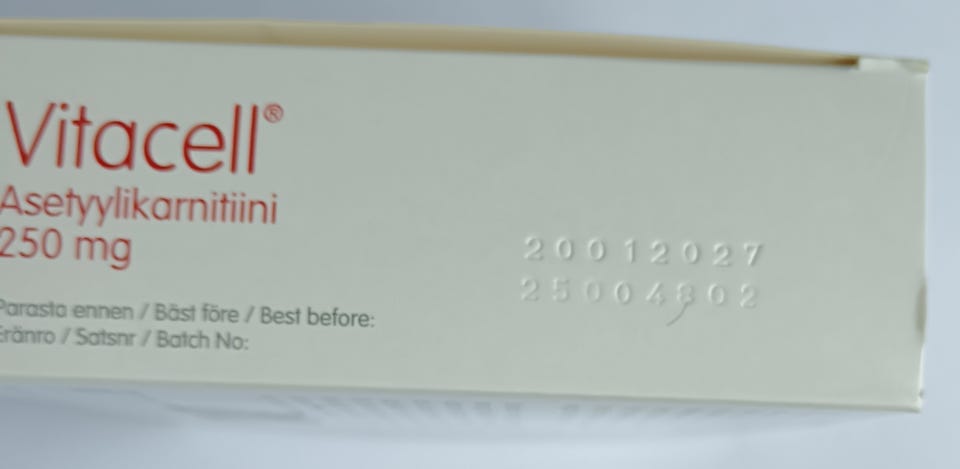 Vitacell®
Asetyylikarnitiini
250 mg
20012027
Parasta ennen / Bäst före / Best before:
25004802
Eränro / Satsnr / Batch No: